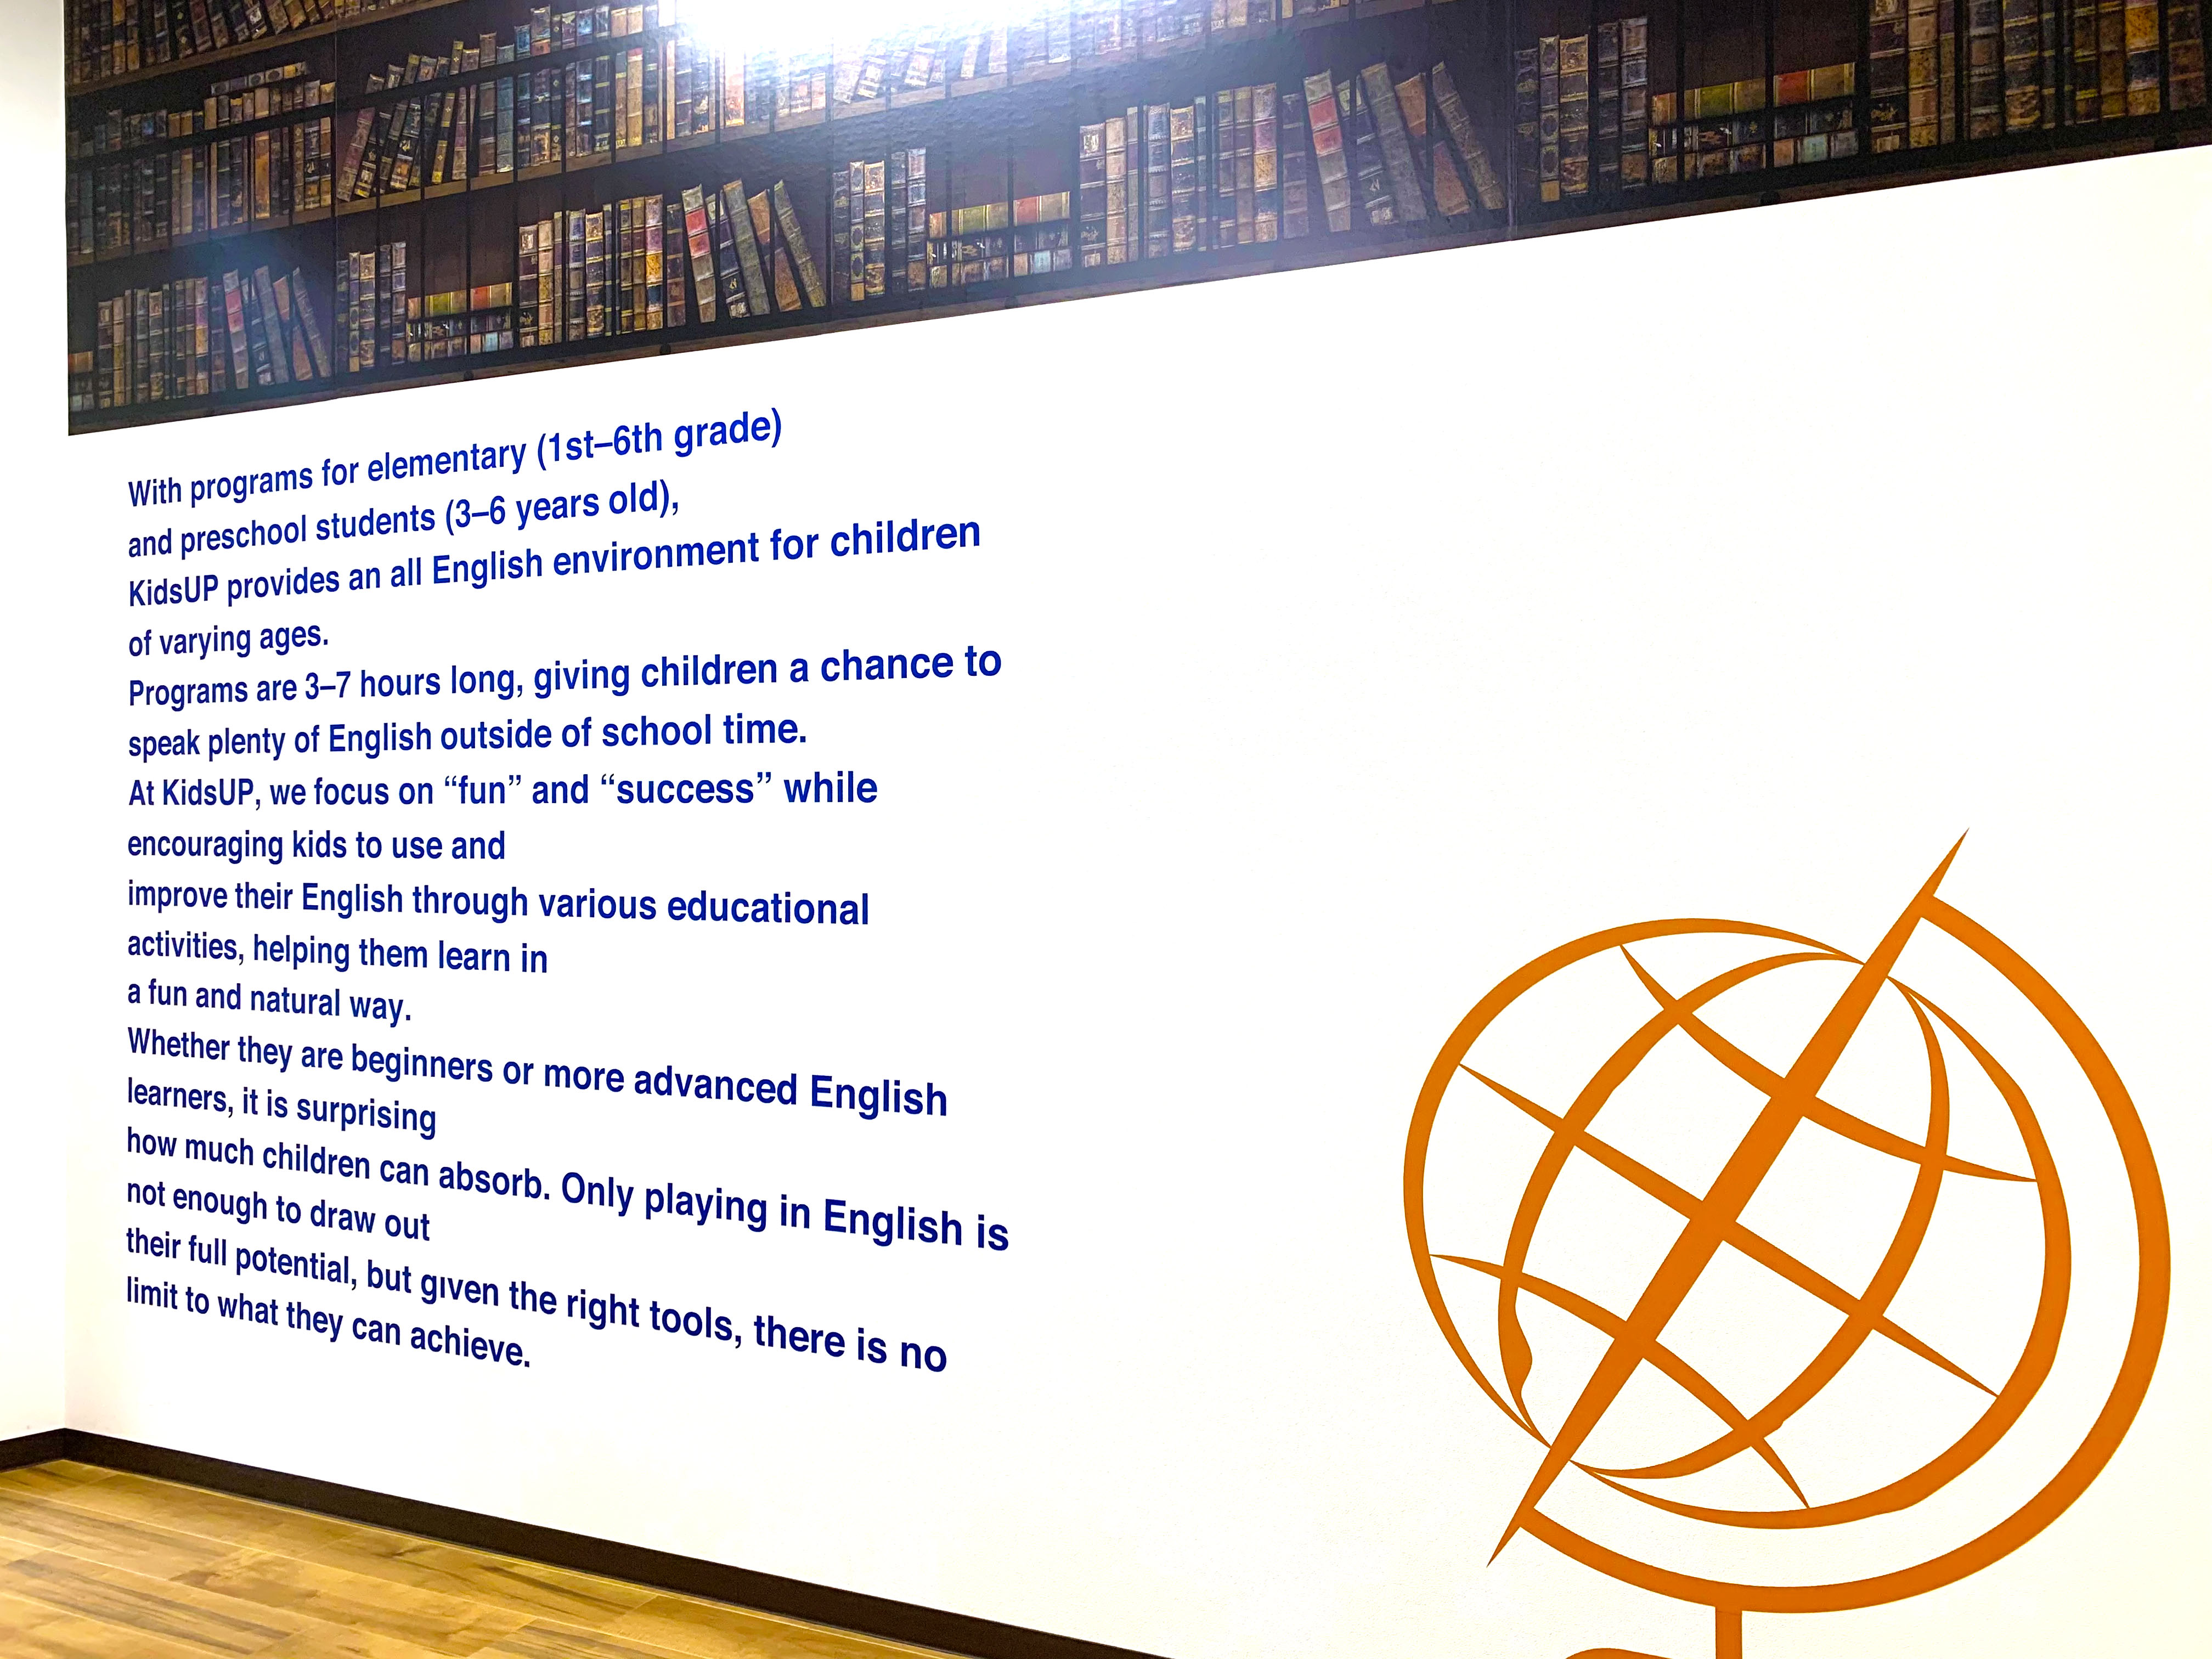 With programs for elementary (1st–6th grade)
and preschool students (3–6 years old),
KidsUP provides an all English environment for children
of varying ages.
Programs are 3–7 hours long, giving children a chance to
speak plenty of English outside of school time.
At KidsUP, we focus on “fun” and “success” while
encouraging kids to use and
improve their English through various educational
activities, helping them learn in
a fun and natural way.
Whether they are beginners or more advanced English
learners, it is surprising
how much children can absorb. Only playing in English is
not enough to draw out
their full potential, but given the right tools, there is no
limit to what they can achieve.